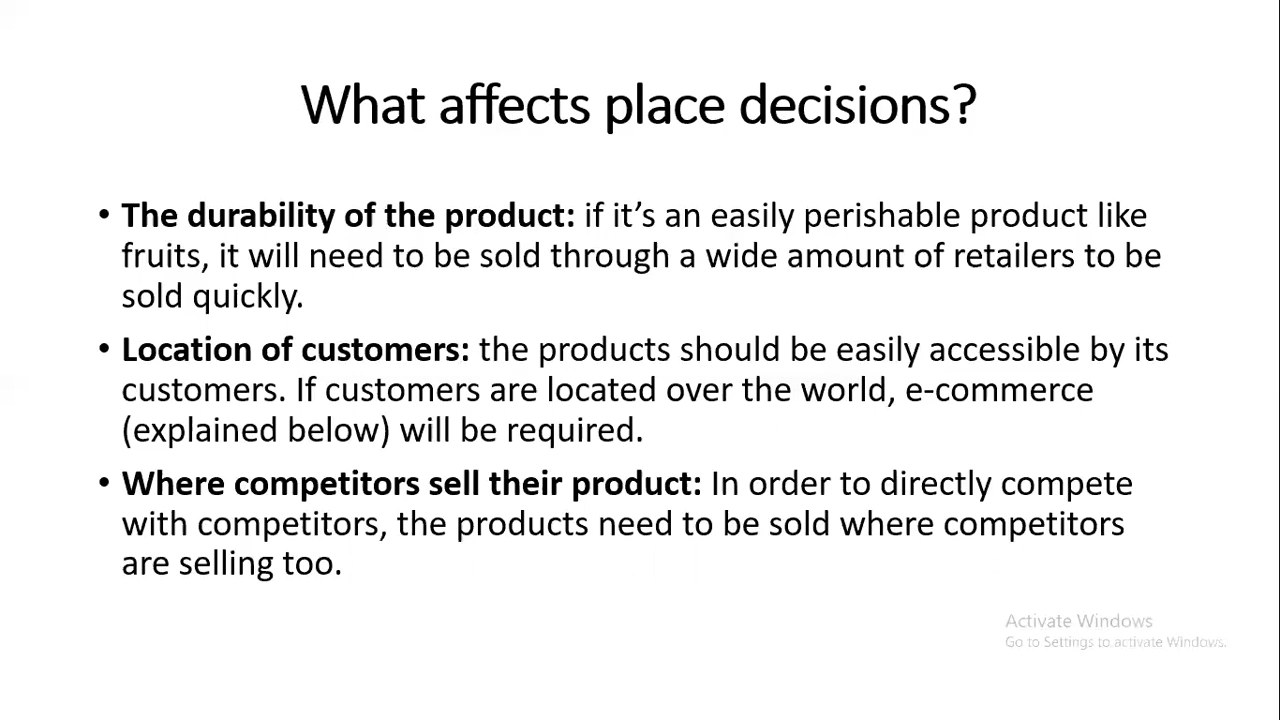 What affects place decisions?
• The durability of the product: if it’s an easily perishable product like
fruits, it will need to be sold through a wide amount of retailers to be
sold quickly.
• Location of customers: the products should be easily accessible by its
customers. If customers are located over the world, e-commerce
(explained below) will be required.
• Where competitors sell their product: In order to directly compete
with competitors, the products need to be sold where competitors
are selling too.
Activate Windows
Go to Settings to activate Windows.